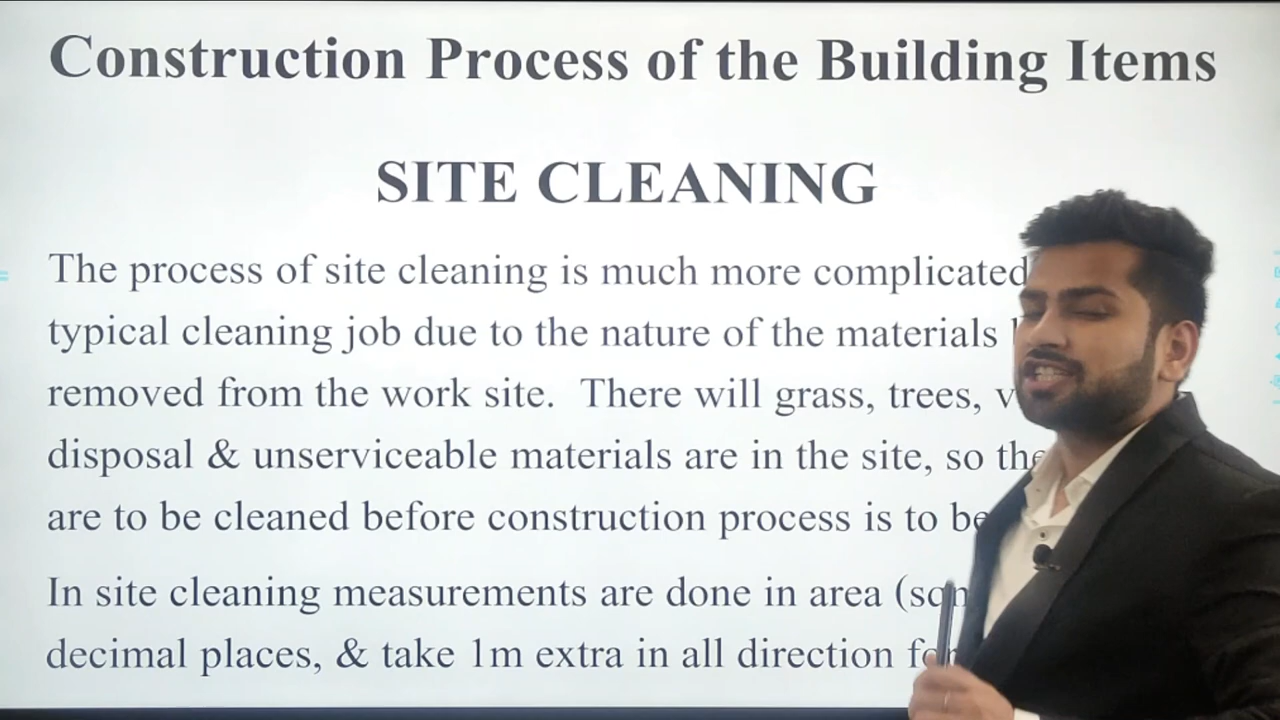 Construction Process of the Building Items
SITE CLEANING
The process of site cleaning is much more complicated
typical cleaning job due to the nature of the materials
removed from the work site. There will grass, trees,
disposal & unserviceable materials are in the site, so
are to be cleaned before construction process is to
In site cleaning measurements are done in area
decimal places, & take 1m extra in all direction